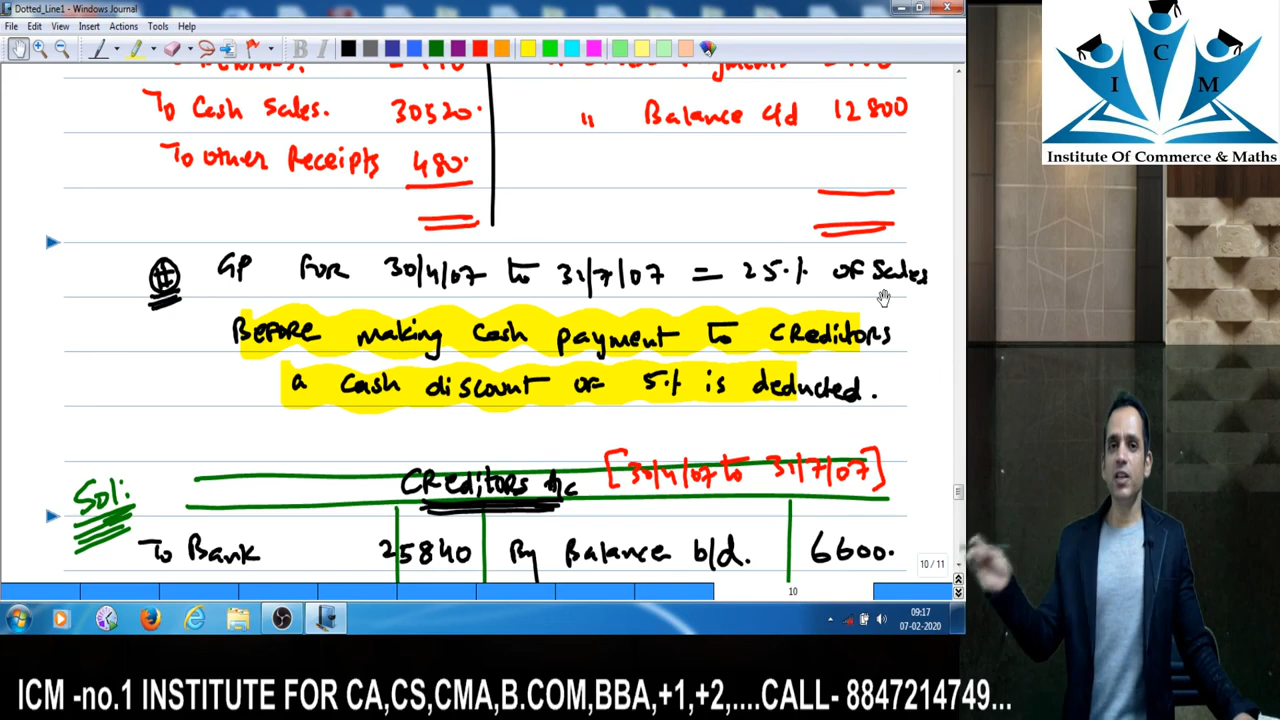 Dotted_Line1 - Windows Journal
File Edit View Insert Actions Tools Help
To Cash Sales. 30520. " Balance c/d 12800
To other Receipts 480.
# GP FOR 30/4/07 to 31/7/07 = 25.% of Sales
BEFORE making Cash payment to CReditors
a cash discount of 5.% is deducted.
Sol: CReditors A/c [30/4/07 to 31/7/07]
To Bank 25840 By Balance b/d. 6600.
10 / 11
10
09:17
07-02-2020
I C M
Institute Of Commerce & Maths
ICM -no.1 INSTITUTE FOR CA,CS,CMA,B.COM,BBA,+1,+2,....CALL- 8847214749...